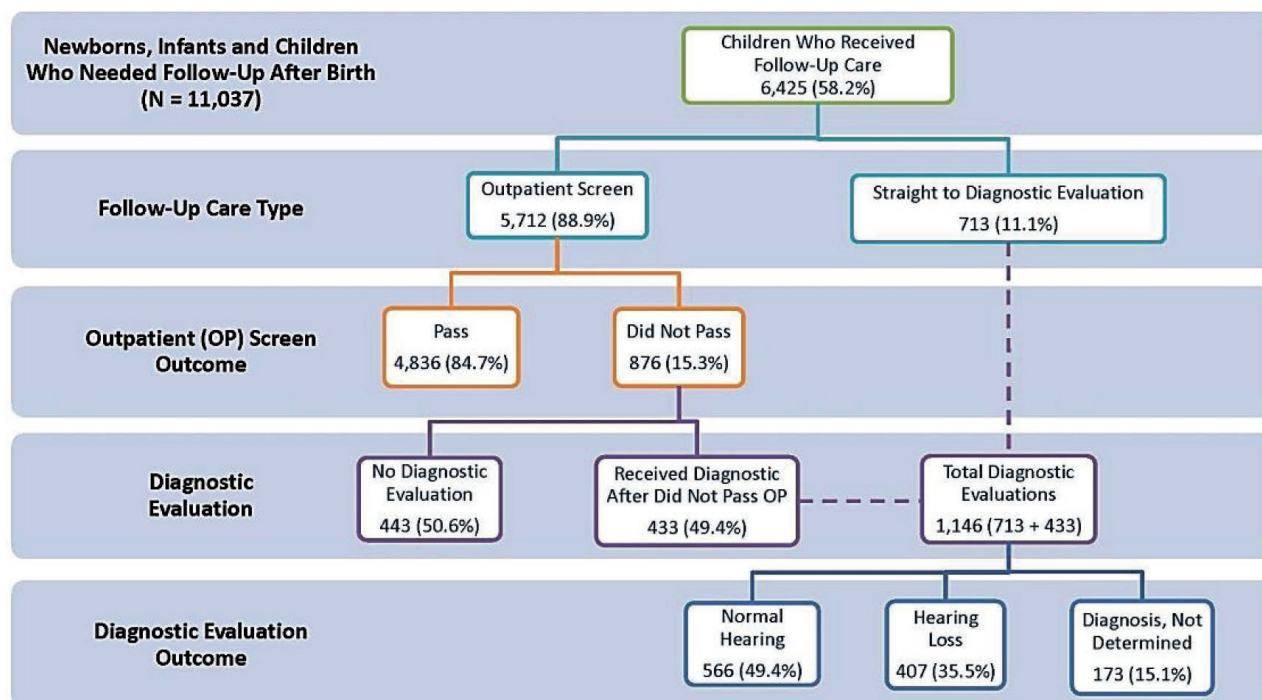 Newborns, Infants and Children
Who Needed Follow-Up After Birth
(N = 11,037)
Children Who Received
Follow-Up Care
6,425 (58.2%)
Follow-Up Care Type
Outpatient Screen
5,712 (88.9%)
Straight to Diagnostic Evaluation
713 (11.1%)
Outpatient (OP) Screen
Outcome
Pass
4,836 (84.7%)
Did Not Pass
876 (15.3%)
Diagnostic
Evaluation
No Diagnostic
Evaluation
443 (50.6%)
Received Diagnostic
After Did Not Pass OP
433 (49.4%)
Total Diagnostic
Evaluations
1,146 (713 + 433)
Diagnostic Evaluation
Outcome
Normal
Hearing
566 (49.4%)
Hearing
Loss
407 (35.5%)
Diagnosis, Not
Determined
173 (15.1%)